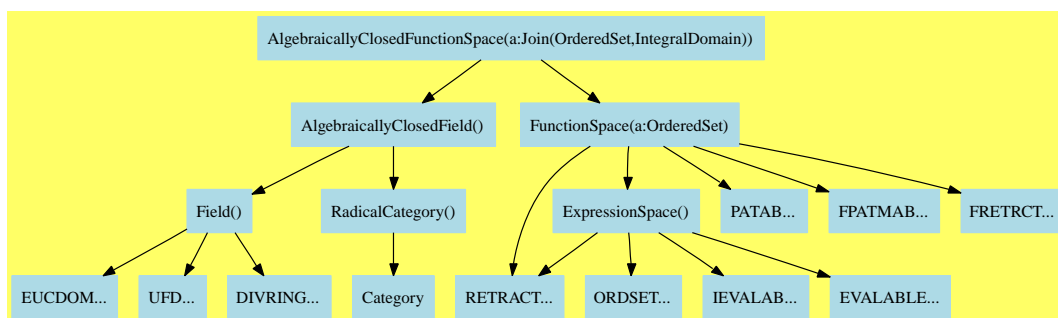 AlgebraicallyClosedFunctionSpace(a:Join(OrderedSet,IntegralDomain))
AlgebraicallyClosedField()
FunctionSpace(a:OrderedSet)
Field()
RadicalCategory()
ExpressionSpace()
PATAB...
FPATMAB...
FRETRCT...
EUCDOM...
UFD...
DIVRING...
Category
RETRACT...
ORDSET...
IEVALAB...
EVALABLE...